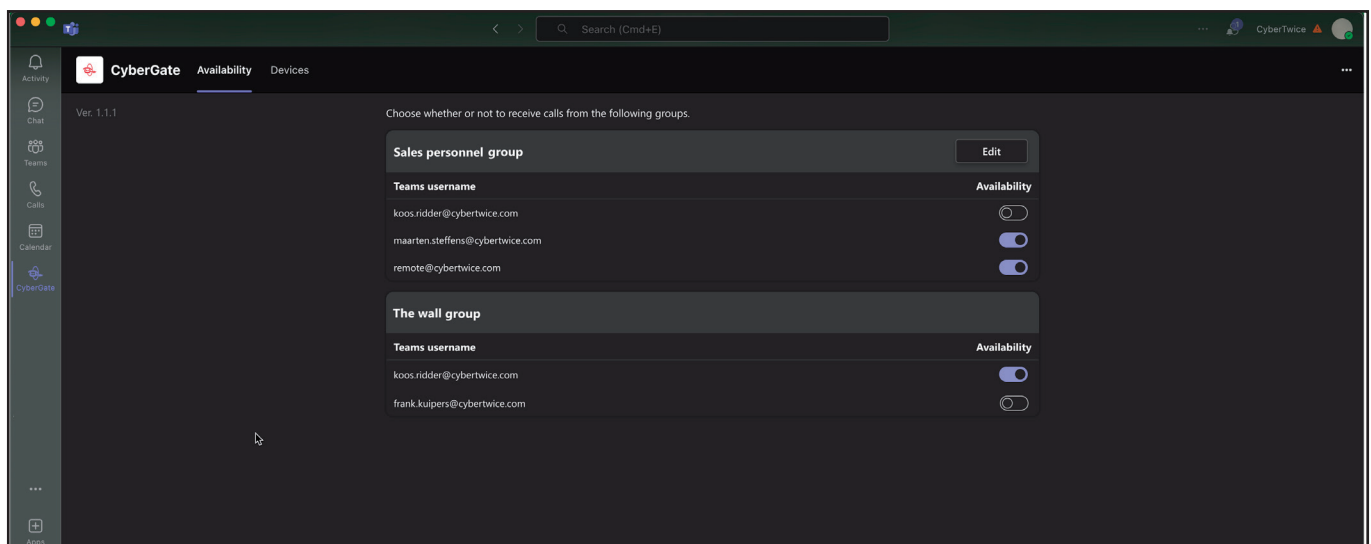 Search (Cmd+E)
1
CyberTwice
Activity
Chat
Teams
Calls
Calendar
CyberGate
Apps
CyberGate Availability Devices
Ver. 1.1.1
Choose whether or not to receive calls from the following groups.
Sales personnel group Edit
Teams username Availability
koos.ridder@cybertwice.com
maarten.steffens@cybertwice.com
remote@cybertwice.com
The wall group
Teams username Availability
koos.ridder@cybertwice.com
frank.kuipers@cybertwice.com